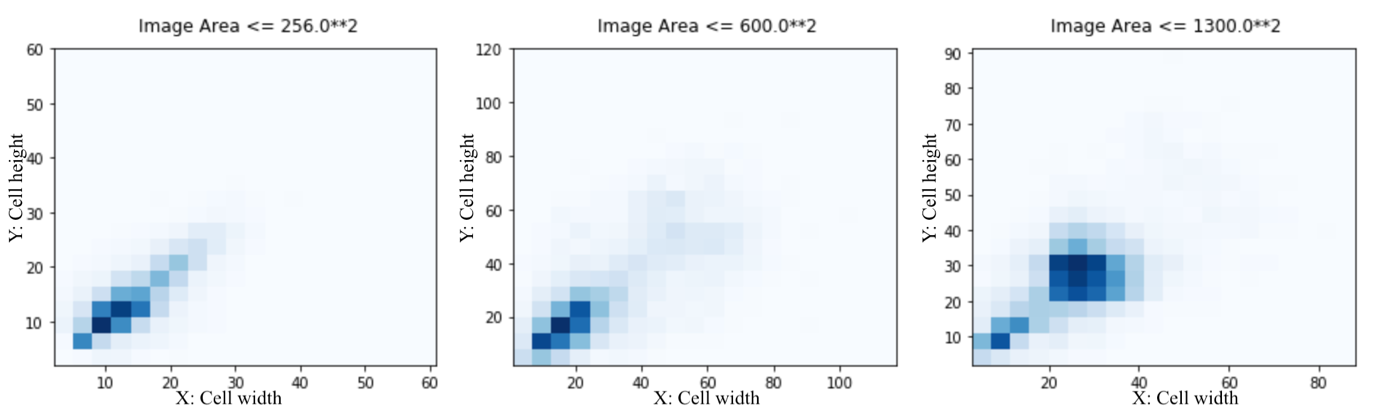 Image Area <= 256.0**2
60
50
40
30
20
10
Y: Cell height
10 20 30 40 50 60
X: Cell width
Image Area <= 600.0**2
120
100
80
60
40
20
Y: Cell height
20 40 60 80 100
X: Cell width
Image Area <= 1300.0**2
90
80
70
60
50
40
30
20
10
Y: Cell height
20 40 60 80
X: Cell width